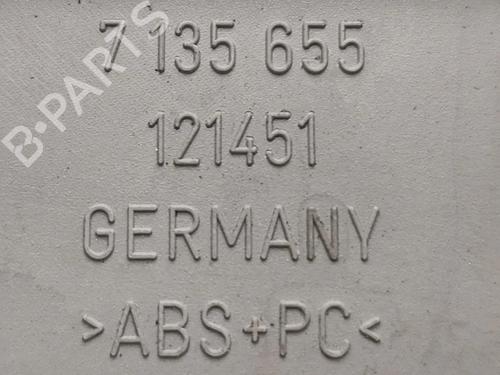 7 135 655
121451
GERMANY
>ABS+PC<
B-PARTS